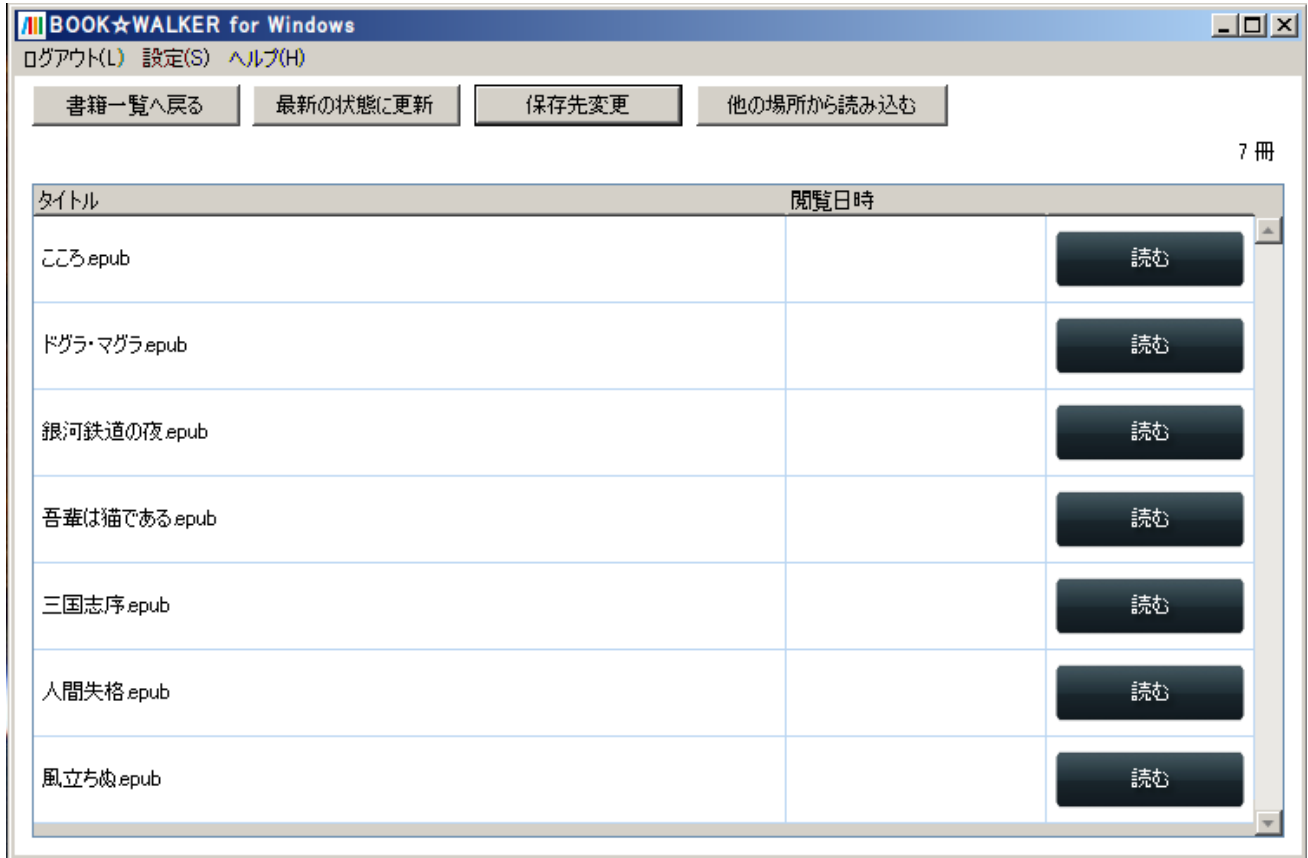 BOOK☆WALKER for Windows
ログアウト(L) 設定(S) ヘルプ(H)
書籍一覧へ戻る 最新の状態に更新 保存先変更 他の場所から読み込む
7 冊
タイトル 閲覧日時
こころ.epub 読む
ドグラ・マグラ.epub 読む
銀河鉄道の夜.epub 読む
吾輩は猫である.epub 読む
三国志序.epub 読む
人間失格.epub 読む
風立ちぬ.epub 読む